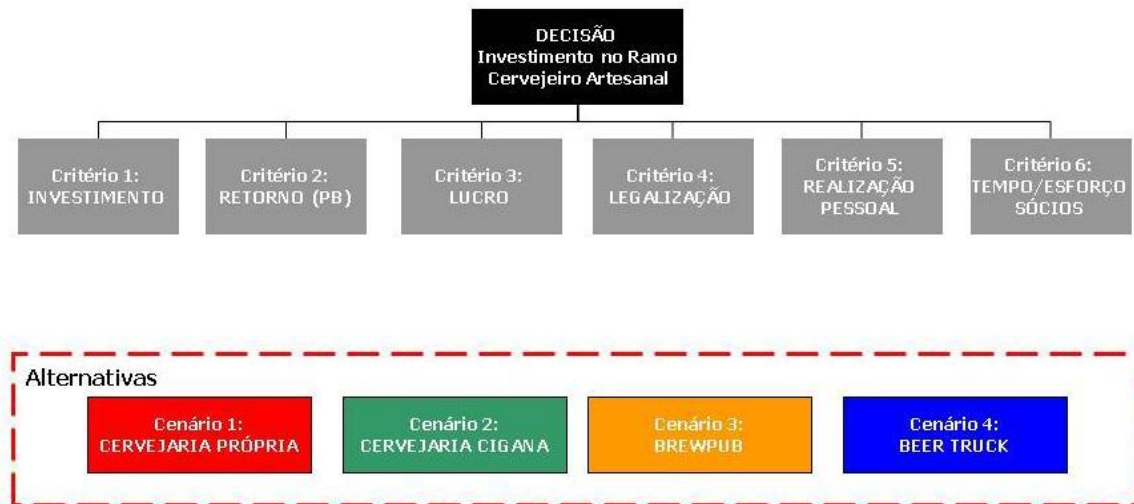 DECISÃO
Investimento no Ramo
Cervejeiro Artesanal
Critério 1:
INVESTIMENTO
Critério 2:
RETORNO (PB)
Critério 3:
LUCRO
Critério 4:
LEGALIZAÇÃO
Critério 5:
REALIZAÇÃO
PESSOAL
Critério 6:
TEMPO/ESFORÇO
SÓCIOS
Alternativas
Cenário 1:
CERVEJARIA PRÓPRIA
Cenário 2:
CERVEJARIA CIGANA
Cenário 3:
BREWPUB
Cenário 4:
BEER TRUCK